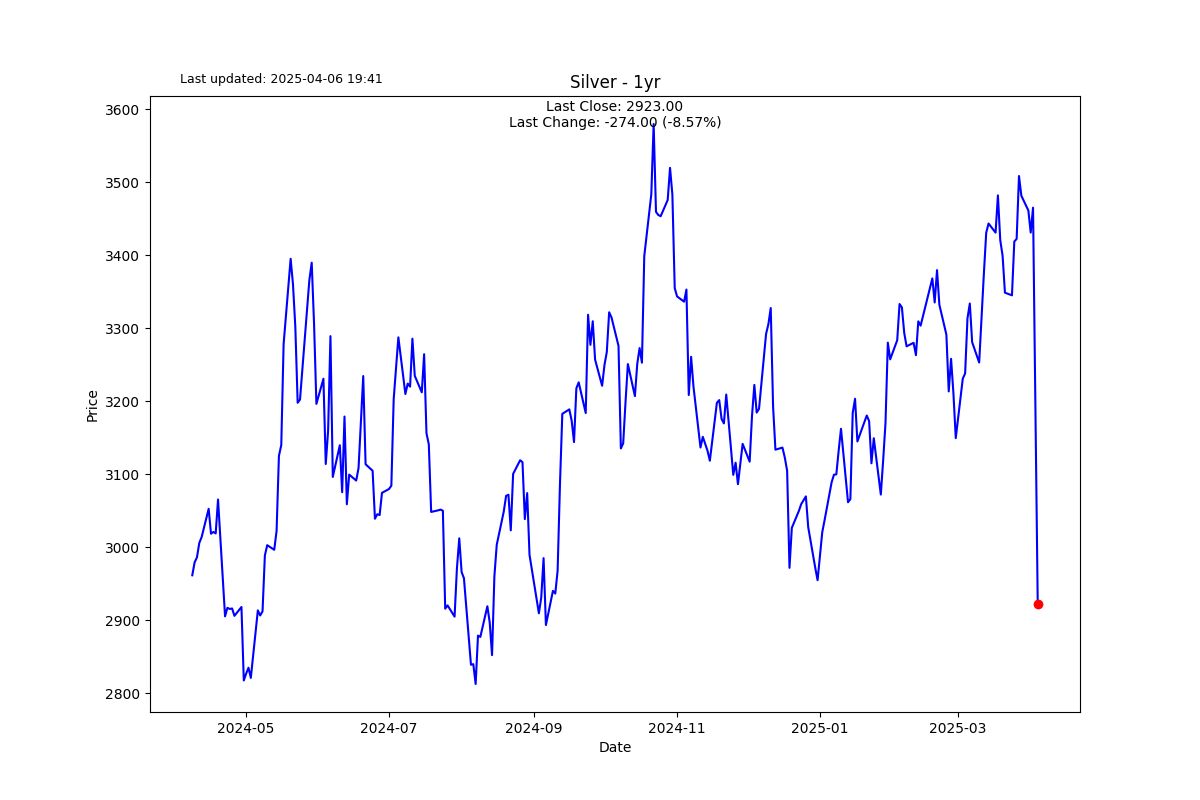 Last updated: 2025-04-06 19:41
Silver - 1yr
Last Close: 2923.00
Last Change: -274.00 (-8.57%)
3600
3500
3400
3300
3200
3100
3000
2900
2800
Price
2024-05 2024-07 2024-09 2024-11 2025-01 2025-03
Date